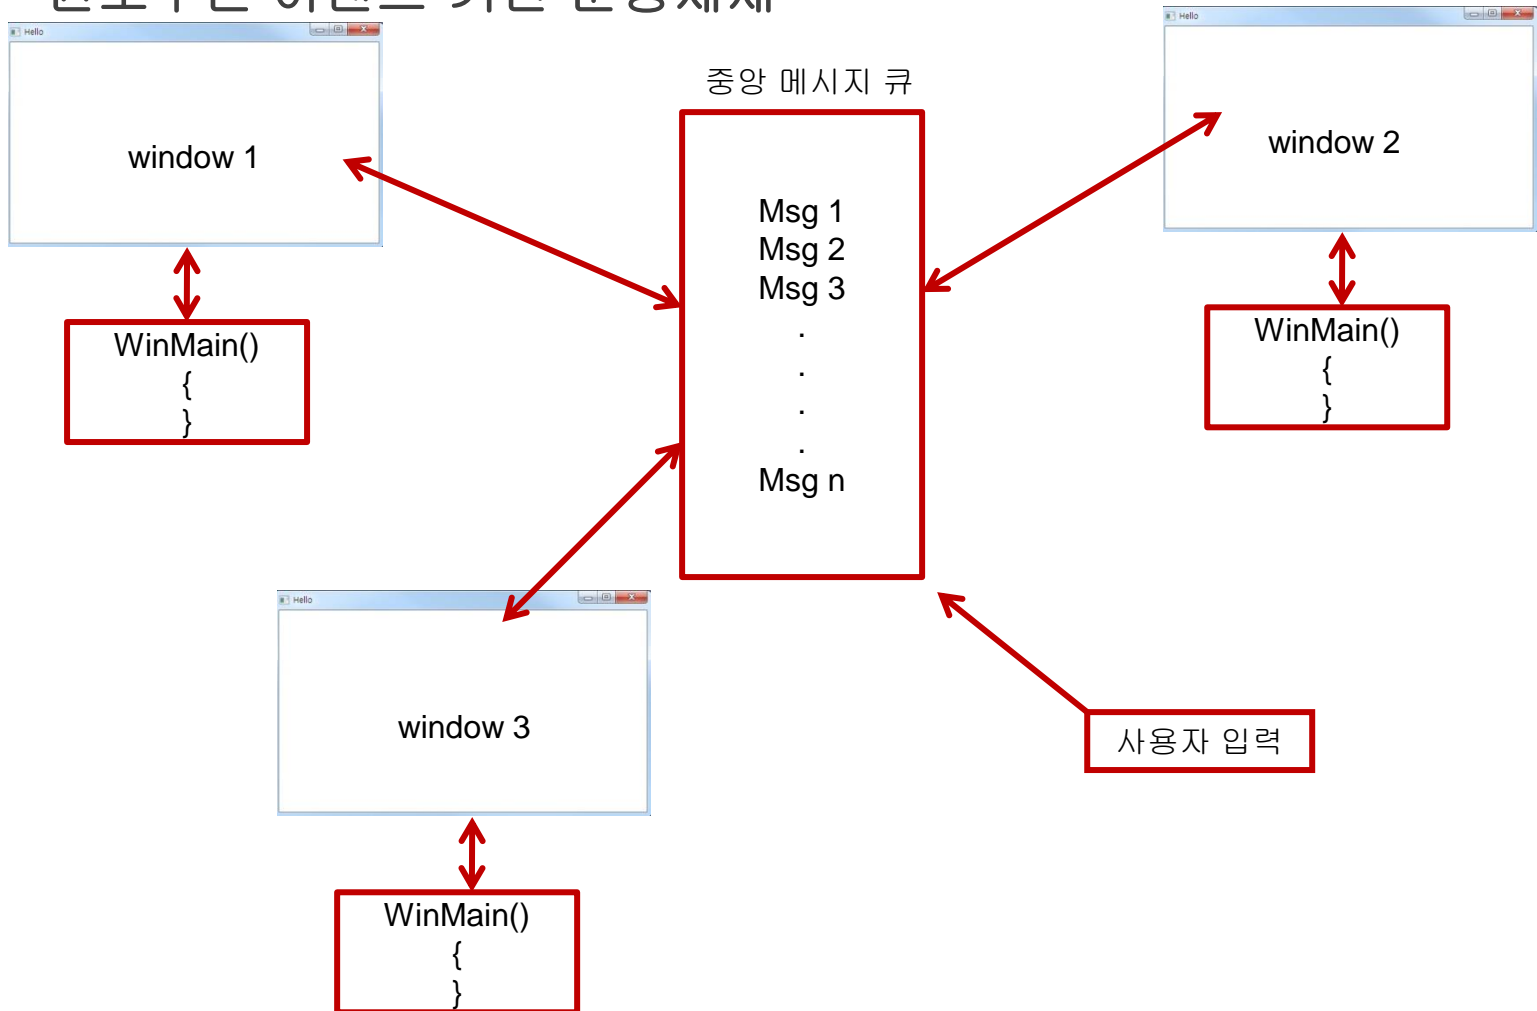 Hello
window 1
WinMain()
{
}
중앙 메시지 큐
Msg 1
Msg 2
Msg 3
.
.
.
.
Msg n
Hello
window 2
WinMain()
{
}
Hello
window 3
WinMain()
{
}
사용자 입력